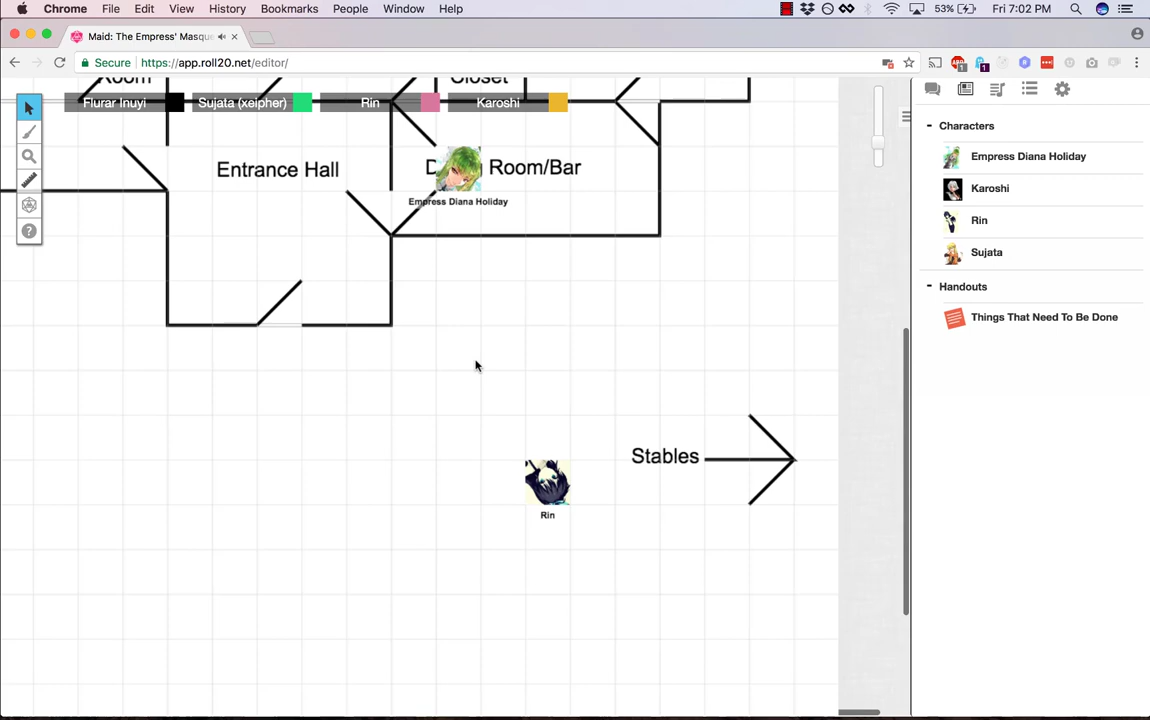 Chrome File Edit View History Bookmarks People Window Help 53% Fri 7:02 PM
Maid: The Empress' Masque
Secure https://app.roll20.net/editor/
Room Closet
Flurar Inuyi Sujata (xeipher) Rin Karoshi
Characters
Empress Diana Holiday
Karoshi
Rin
Sujata
Handouts
Things That Need To Be Done
Entrance Hall
Room/Bar
Empress Diana Holiday
Stables
Rin